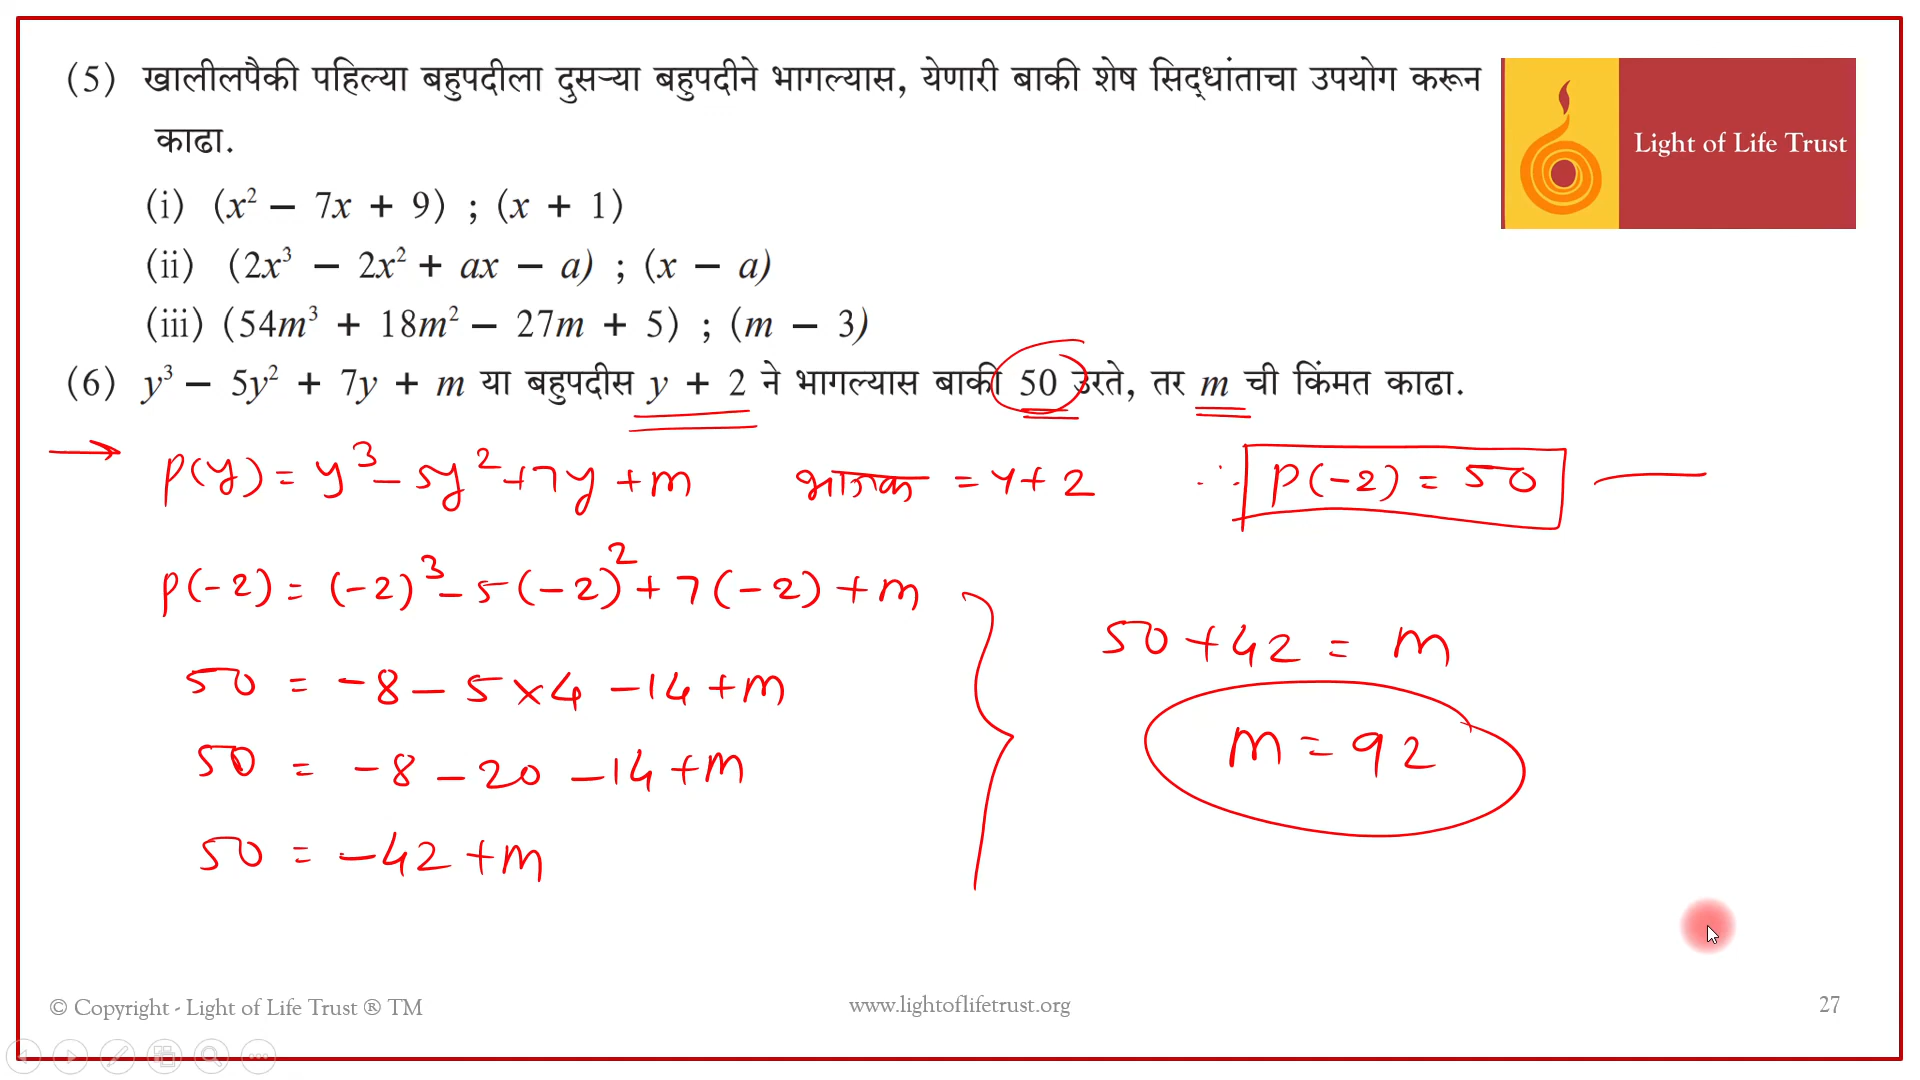 (5) खालीलपैकी पहिल्या बहुपदीला दुसऱ्या बहुपदीने भागल्यास, येणारी बाकी शेष सिद्धांताचा उपयोग करून
काढा.
Light of Life Trust
(i) (x² − 7x + 9) ; (x + 1)
(ii) (2x³ − 2x² + ax − a) ; (x − a)
(iii) (54m³ + 18m² − 27m + 5) ; (m − 3)
(6) y³ − 5y² + 7y + m या बहुपदीस y + 2 ने भागल्यास बाकी 50 उरते, तर m ची किंमत काढा.
→ P(y) = y³ − 5y² + 7y + m भाजक = y + 2 ∴ P(−2) = 50
P(−2) = (−2)³ − 5(−2)² + 7(−2) + m
50 = −8 − 5×4 − 14 + m
50 = −8 − 20 − 14 + m
50 = −42 + m
50 + 42 = m
m = 92
© Copyright - Light of Life Trust ® TM
www.lightoflifetrust.org
27